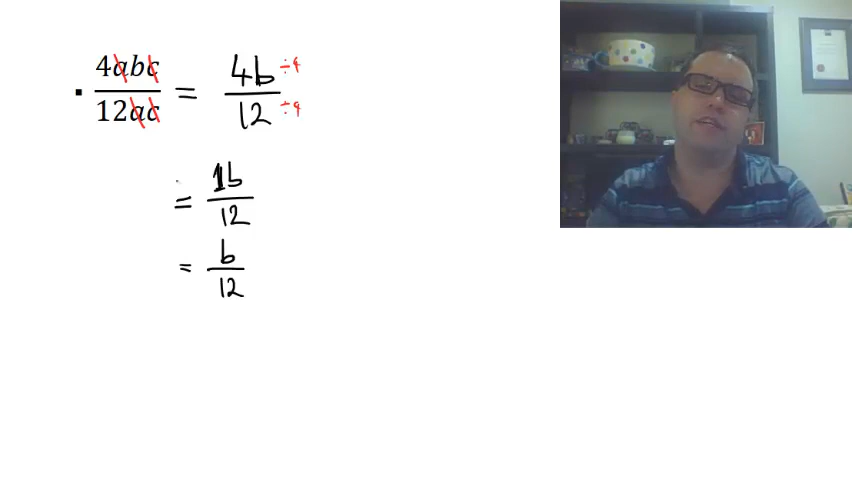 · 4abc/12ac = 4b/12 ÷4 ÷4
= 1b/12
= b/12